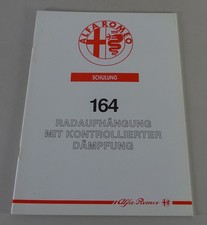 ALFA ROMEO
SCHULUNG
164
RADAUFHÄNGUNG
MIT KONTROLLIERTER
DÄMPFUNG
Alfa Romeo